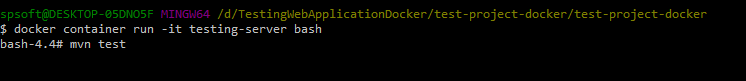 spsoft@DESKTOP-05DNO5F MINGW64 /d/TestingWebApplicationDocker/test-project-docker/test-project-docker
$ docker container run -it testing-server bash
bash-4.4# mvn test